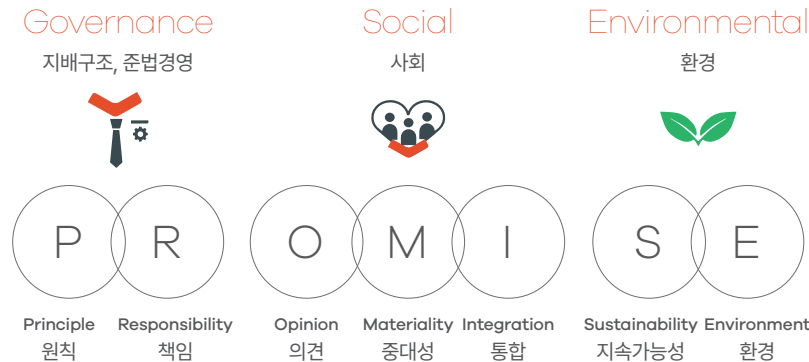 Governance Social Environmental
지배구조, 준법경영 사회 환경
P R O M I S E
Principle Responsibility Opinion Materiality Integration Sustainability Environment
원칙 책임 의견 중대성 통합 지속가능성 환경